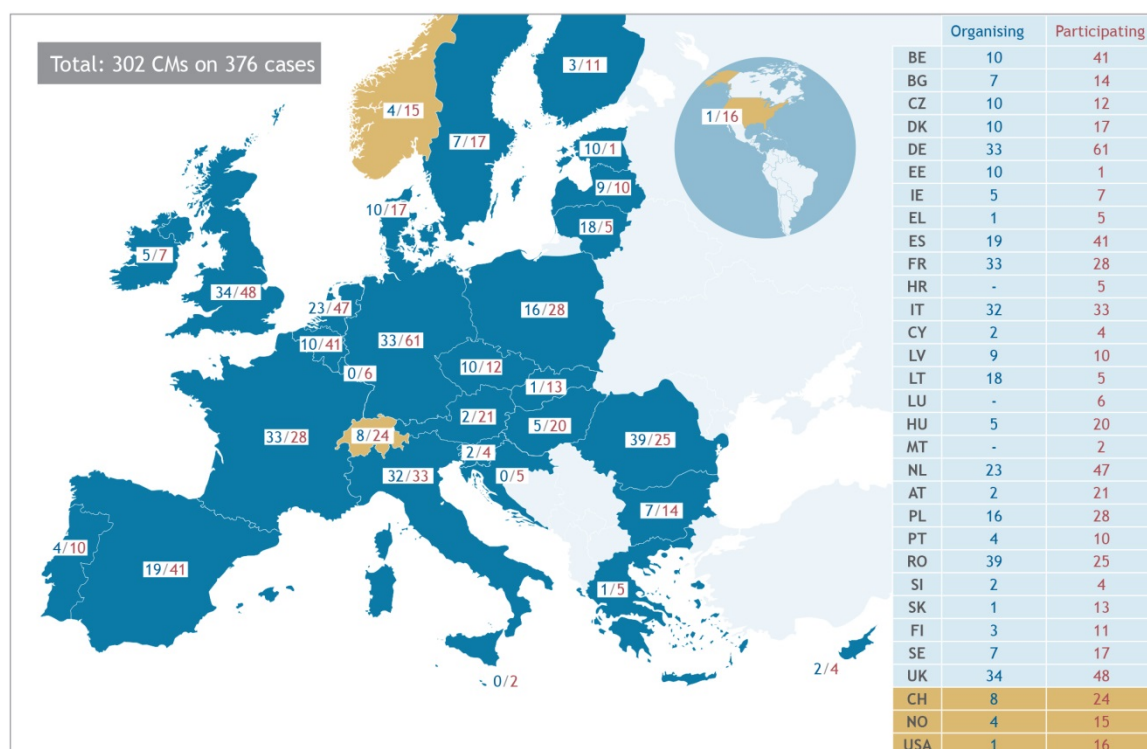 Total: 302 CMs on 376 cases
3/11
4/15
7/17
1/16
10/1
9/10
10/17
18/5
5/7
34/48
23/47
16/28
10/41
33/61
10/12
0/6
1/13
2/21
33/28
8/24
5/20
39/25
2/4
32/33
0/5
7/14
4/10
19/41
1/5
2/4
0/2
Organising Participating
BE 10 41
BG 7 14
CZ 10 12
DK 10 17
DE 33 61
EE 10 1
IE 5 7
EL 1 5
ES 19 41
FR 33 28
HR - 5
IT 32 33
CY 2 4
LV 9 10
LT 18 5
LU - 6
HU 5 20
MT - 2
NL 23 47
AT 2 21
PL 16 28
PT 4 10
RO 39 25
SI 2 4
SK 1 13
FI 3 11
SE 7 17
UK 34 48
CH 8 24
NO 4 15
USA 1 16